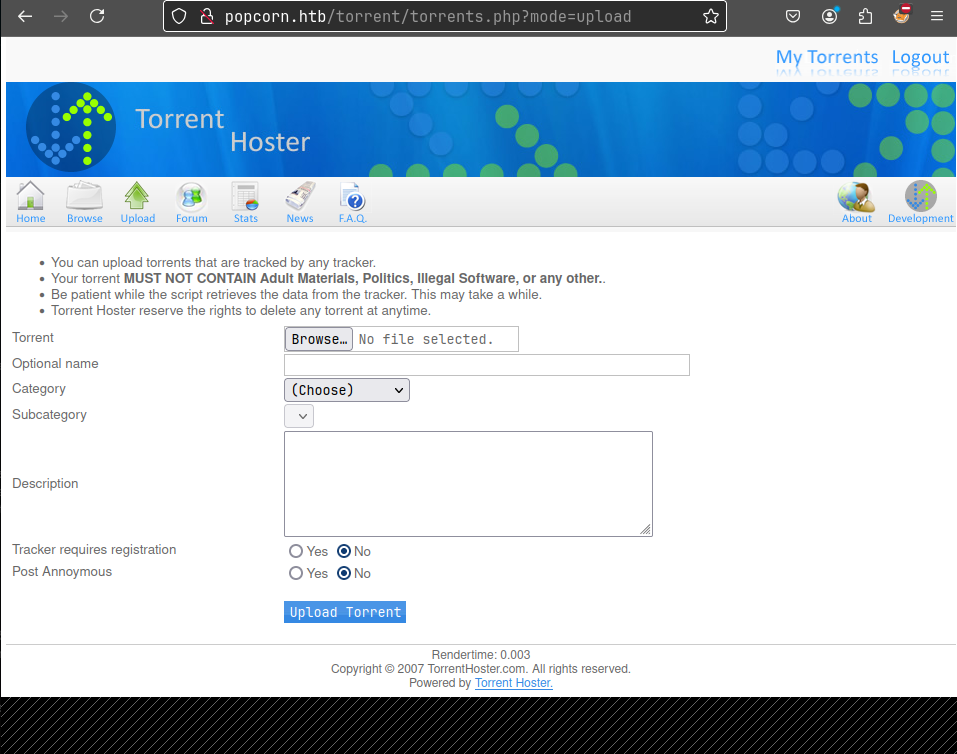 popcorn.htb/torrent/torrents.php?mode=upload
My Torrents Logout
Torrent
Hoster
Home Browse Upload Forum Stats News F.A.Q. About Development
You can upload torrents that are tracked by any tracker.
Your torrent MUST NOT CONTAIN Adult Materials, Politics, Illegal Software, or any other..
Be patient while the script retrieves the data from the tracker. This may take a while.
Torrent Hoster reserve the rights to delete any torrent at anytime.
Torrent Browse… No file selected.
Optional name
Category (Choose)
Subcategory
Description
Tracker requires registration Yes No
Post Annoymous Yes No
Upload Torrent
Rendertime: 0.003
Copyright © 2007 TorrentHoster.com. All rights reserved.
Powered by Torrent Hoster.